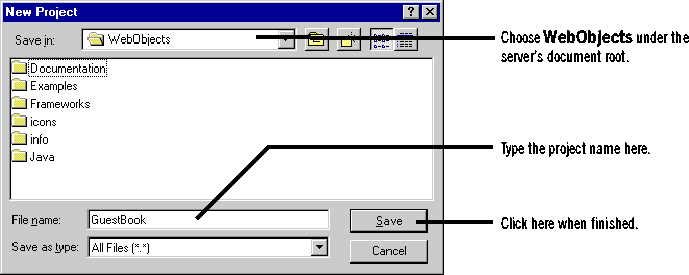 New Project
Save in: WebObjects
Choose WebObjects under the
server's document root.
Documentation
Examples
Frameworks
icons
info
Java
Type the project name here.
File name: GuestBook
Save
Click here when finished.
Save as type: All Files (*.*)
Cancel